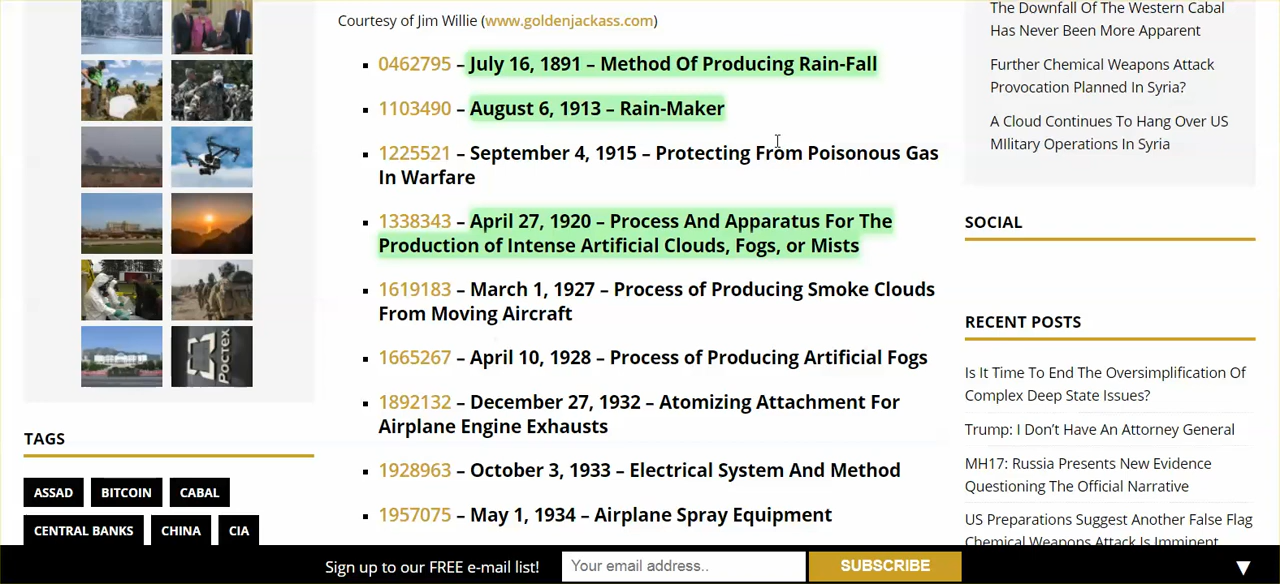 Courtesy of Jim Willie (www.goldenjackass.com)
0462795 – July 16, 1891 – Method Of Producing Rain-Fall
1103490 – August 6, 1913 – Rain-Maker
1225521 – September 4, 1915 – Protecting From Poisonous Gas
In Warfare
1338343 – April 27, 1920 – Process And Apparatus For The
Production of Intense Artificial Clouds, Fogs, or Mists
1619183 – March 1, 1927 – Process of Producing Smoke Clouds
From Moving Aircraft
1665267 – April 10, 1928 – Process of Producing Artificial Fogs
1892132 – December 27, 1932 – Atomizing Attachment For
Airplane Engine Exhausts
1928963 – October 3, 1933 – Electrical System And Method
1957075 – May 1, 1934 – Airplane Spray Equipment
Ростех
TAGS
ASSAD BITCOIN CABAL
CENTRAL BANKS CHINA CIA
The Downfall Of The Western Cabal
Has Never Been More Apparent
Further Chemical Weapons Attack
Provocation Planned In Syria?
A Cloud Continues To Hang Over US
MIlitary Operations In Syria
SOCIAL
RECENT POSTS
Is It Time To End The Oversimplification Of
Complex Deep State Issues?
Trump: I Don't Have An Attorney General
MH17: Russia Presents New Evidence
Questioning The Official Narrative
US Preparations Suggest Another False Flag
Chemical Weapons Attack Is Imminent
Sign up to our FREE e-mail list! Your email address.. SUBSCRIBE